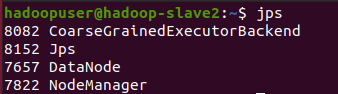 hadoopuser@hadoop-slave2:~$ jps
8082 CoarseGrainedExecutorBackend
8152 Jps
7657 DataNode
7822 NodeManager